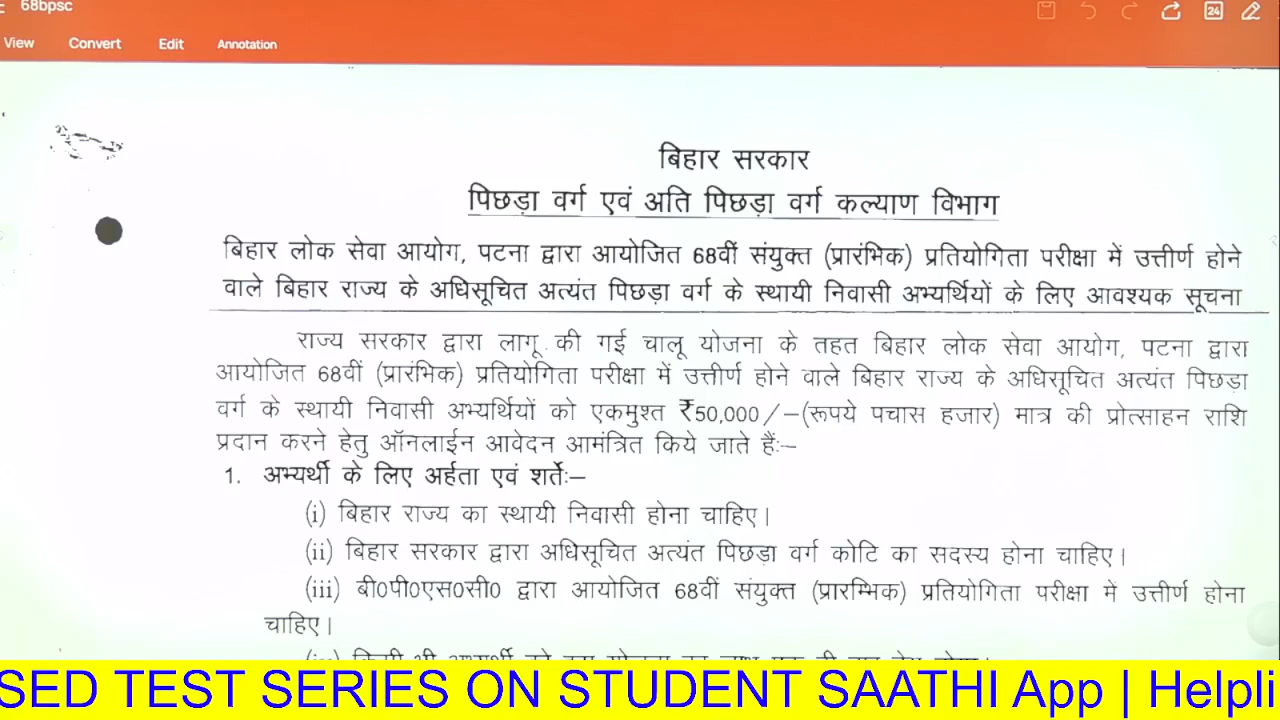 68bpsc
24
View Convert Edit Annotation
बिहार सरकार
पिछड़ा वर्ग एवं अति पिछड़ा वर्ग कल्याण विभाग
बिहार लोक सेवा आयोग, पटना द्वारा आयोजित 68वीं संयुक्त (प्रारंभिक) प्रतियोगिता परीक्षा में उत्तीर्ण होने
वाले बिहार राज्य के अधिसूचित अत्यंत पिछड़ा वर्ग के स्थायी निवासी अभ्यर्थियों के लिए आवश्यक सूचना
राज्य सरकार द्वारा लागू की गई चालू योजना के तहत बिहार लोक सेवा आयोग, पटना द्वारा
आयोजित 68वीं (प्रारंभिक) प्रतियोगिता परीक्षा में उत्तीर्ण होने वाले बिहार राज्य के अधिसूचित अत्यंत पिछड़ा
वर्ग के स्थायी निवासी अभ्यर्थियों को एकमुश्त ₹50,000/–(रूपये पचास हजार) मात्र की प्रोत्साहन राशि
प्रदान करने हेतु ऑनलाईन आवेदन आमंत्रित किये जाते हैं:–
1. अभ्यर्थी के लिए अर्हता एवं शर्तेः–
(i) बिहार राज्य का स्थायी निवासी होना चाहिए।
(ii) बिहार सरकार द्वारा अधिसूचित अत्यंत पिछड़ा वर्ग कोटि का सदस्य होना चाहिए।
(iii) बी0पी0एस0सी0 द्वारा आयोजित 68वीं संयुक्त (प्रारम्भिक) प्रतियोगिता परीक्षा में उत्तीर्ण होना
चाहिए।
SED TEST SERIES ON STUDENT SAATHI App | Helpli